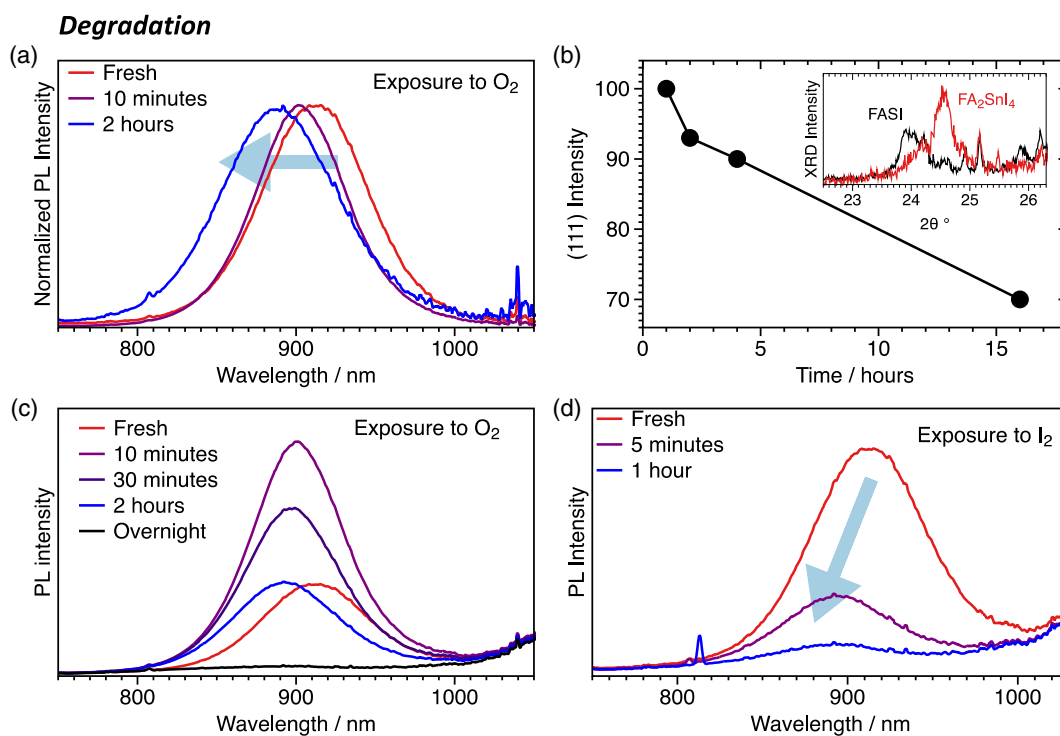 Degradation
(a)
Fresh
10 minutes
2 hours
Exposure to O2
Normalized PL Intensity
800
900
1000
Wavelength / nm
(b)
100
90
80
70
(111) Intensity
0
5
10
15
Time / hours
XRD Intensity
FASI
FA2SnI4
23
24
25
26
2θ °
(c)
Fresh
10 minutes
30 minutes
2 hours
Overnight
Exposure to O2
PL intensity
800
900
1000
Wavelength / nm
(d)
Fresh
5 minutes
1 hour
Exposure to I2
PL Intensity
800
900
1000
Wavelength / nm